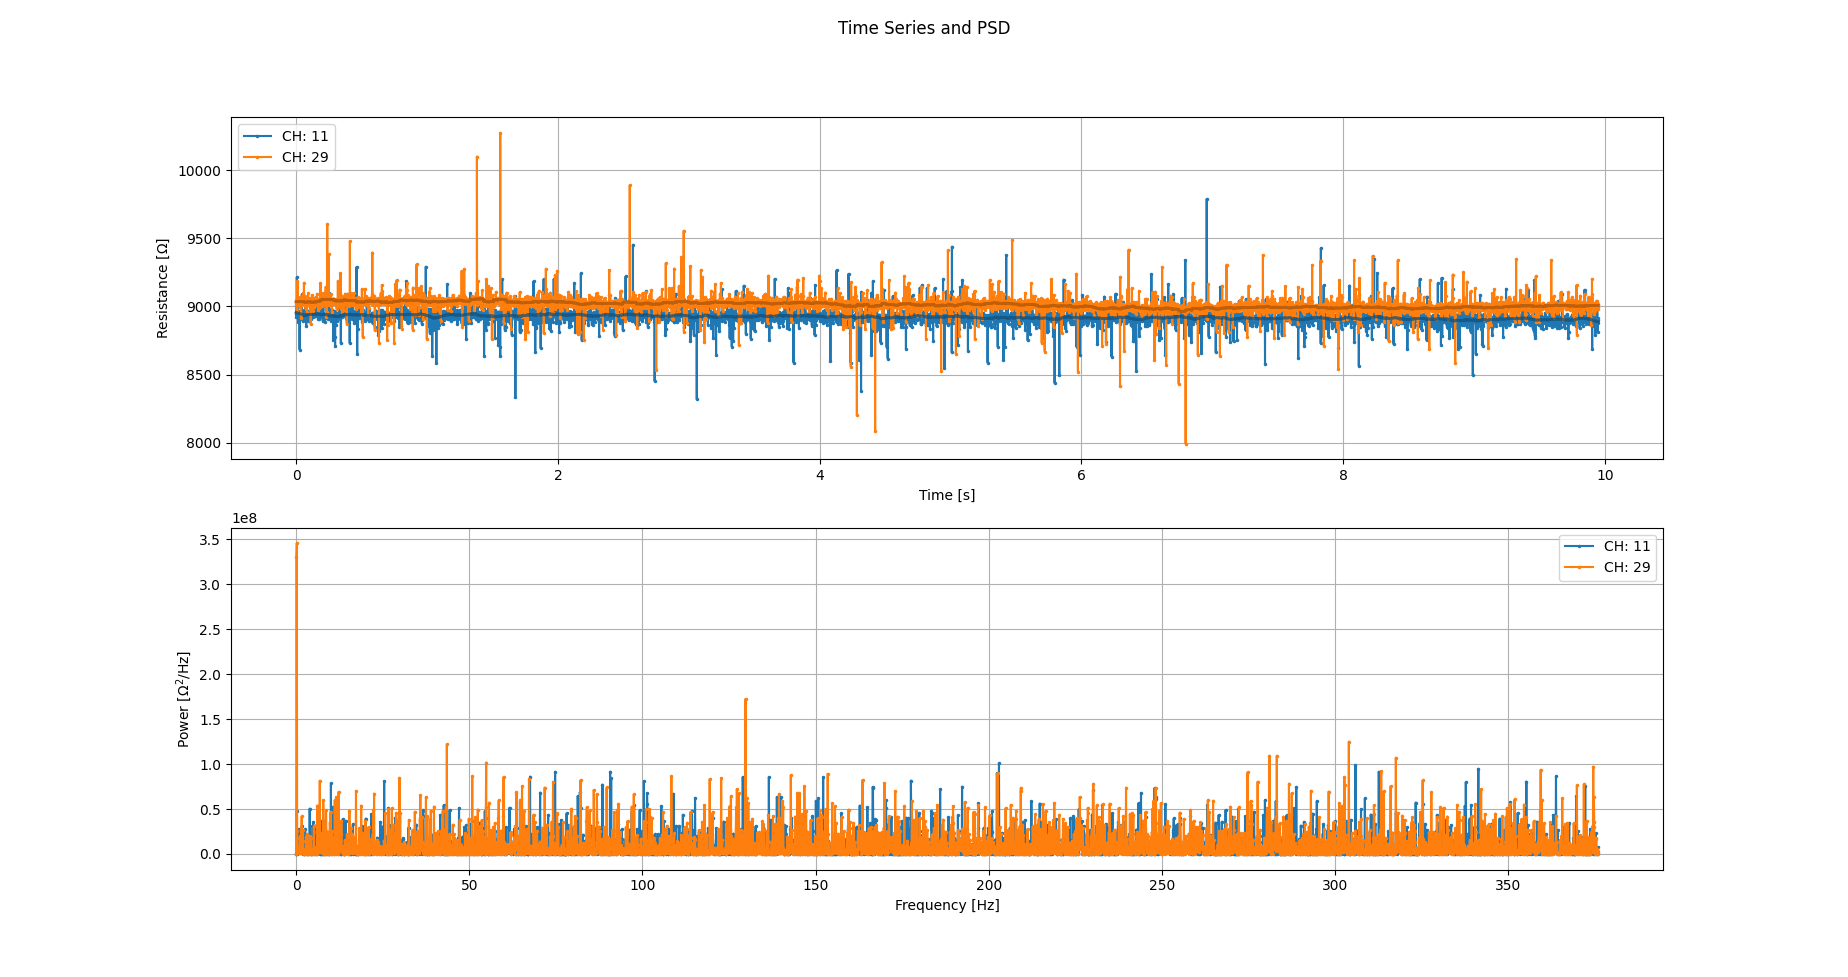 Time Series and PSD
CH: 11
CH: 29
Resistance [Ω]
10000
9500
9000
8500
8000
0 2 4 6 8 10
Time [s]
1e8
CH: 11
CH: 29
Power [Ω²/Hz]
3.5
3.0
2.5
2.0
1.5
1.0
0.5
0.0
0 50 100 150 200 250 300 350
Frequency [Hz]